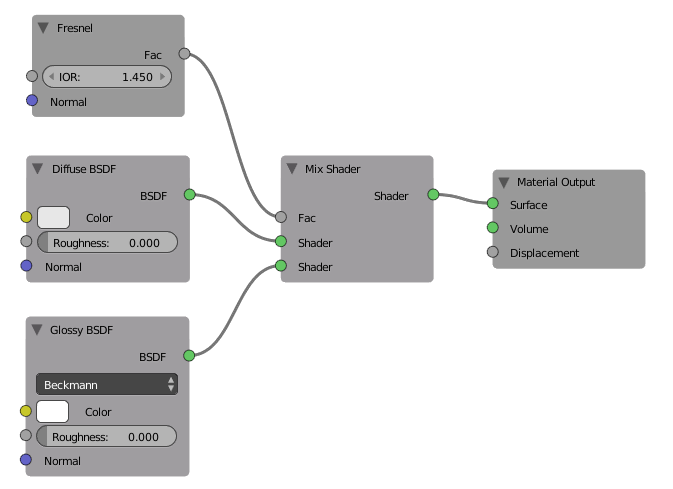 Fresnel
Fac
IOR: 1.450
Normal
Diffuse BSDF
BSDF
Color
Roughness: 0.000
Normal
Glossy BSDF
BSDF
Beckmann
Color
Roughness: 0.000
Normal
Mix Shader
Shader
Fac
Shader
Shader
Material Output
Surface
Volume
Displacement